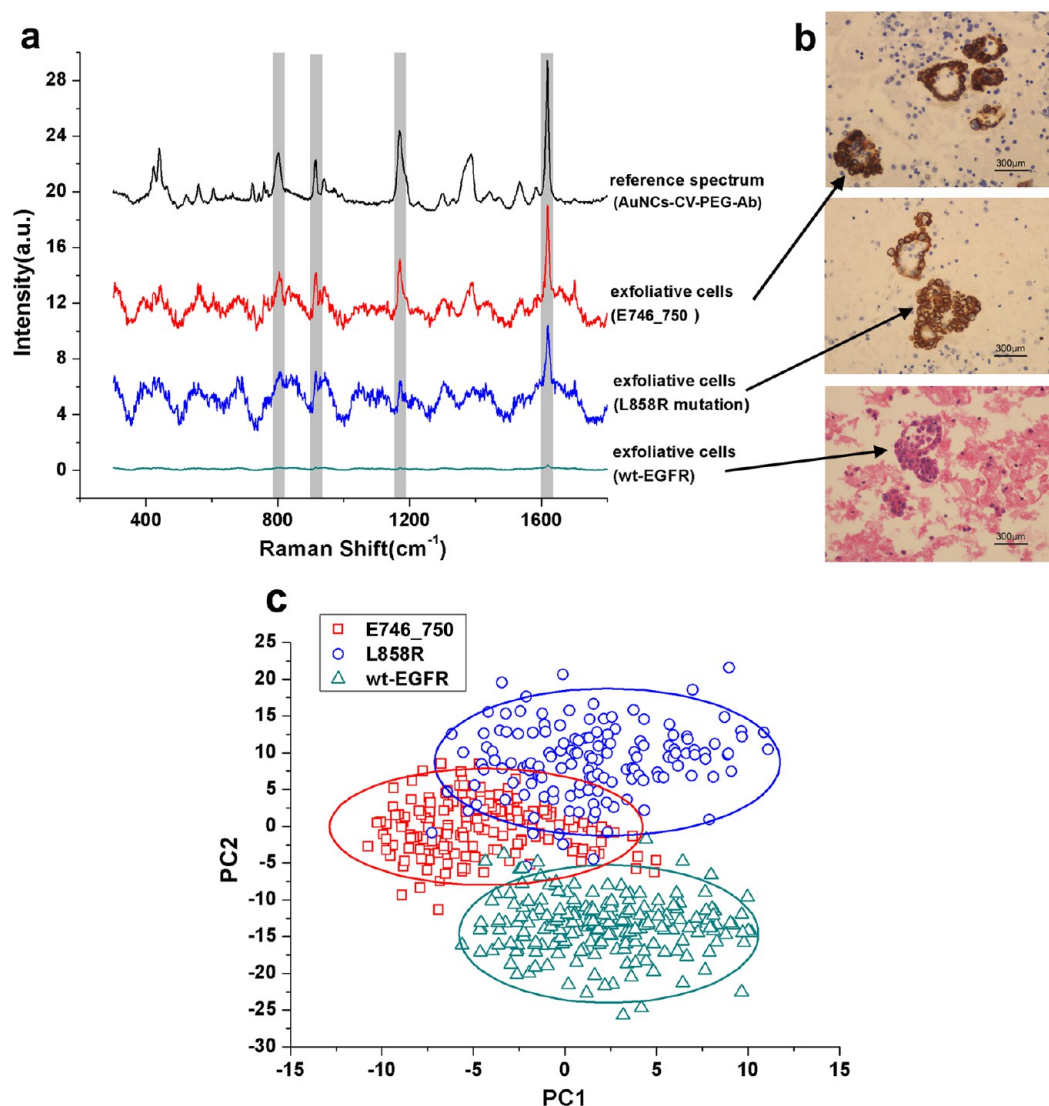 a
Intensity(a.u.)
28
24
20
16
12
8
4
0
400
800
1200
1600
Raman Shift(cm⁻¹)
reference spectrum
(AuNCs-CV-PEG-Ab)
exfoliative cells
(E746_750 )
exfoliative cells
(L858R mutation)
exfoliative cells
(wt-EGFR)
b
300μm
300μm
300μm
c
E746_750
L858R
wt-EGFR
PC2
25
20
15
10
5
0
-5
-10
-15
-20
-25
-30
-15
-10
-5
0
5
10
15
PC1